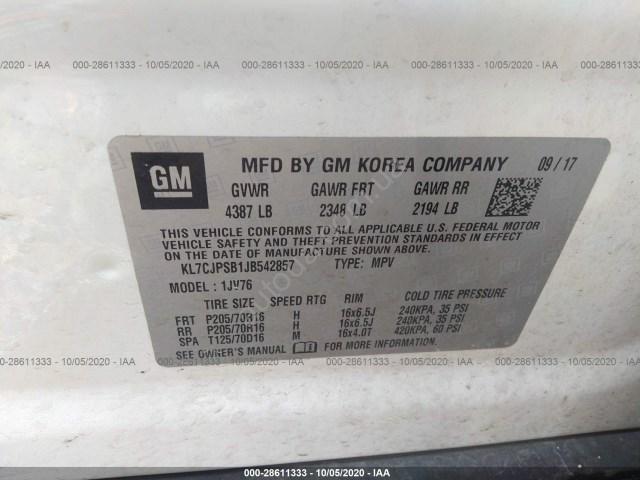 000-28611333 - 10/05/2020 - IAA
GM
MFD BY GM KOREA COMPANY 09/17
GVWR GAWR FRT GAWR RR
4387 LB 2348 LB 2194 LB
THIS VEHICLE CONFORMS TO ALL APPLICABLE U.S. FEDERAL MOTOR
VEHICLE SAFETY AND THEFT PREVENTION STANDARDS IN EFFECT
ON THE DATE OF MANUFACTURE SHOWN ABOVE.
KL7CJPSB1JB542857 TYPE: MPV
MODEL: 1JV76
TIRE SIZE SPEED RTG RIM COLD TIRE PRESSURE
FRT P205/70R16 H 16x6.5J 240KPA, 35 PSI
RR P205/70R16 H 16x6.5J 240KPA, 35 PSI
SPA T125/70D16 M 16x4.0T 420KPA, 60 PSI
SEE OWNER'S MANUAL FOR MORE INFORMATION.
000-28611333 - 10/05/2020 - IAA